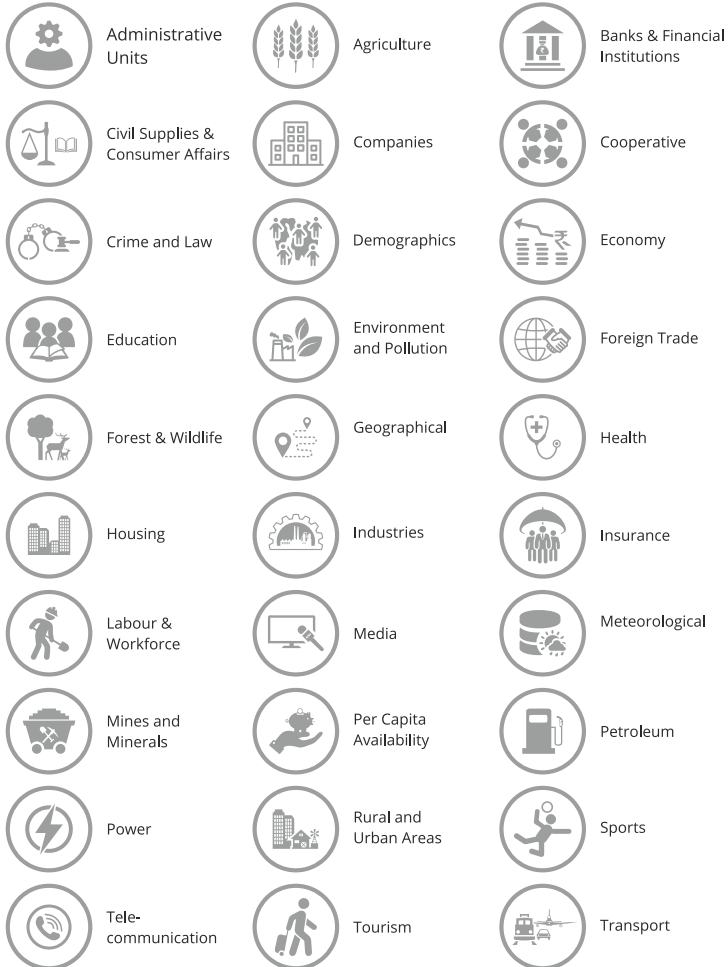 Administrative
Units
Agriculture
Banks & Financial
Institutions
Civil Supplies &
Consumer Affairs
Companies
Cooperative
Crime and Law
Demographics
Economy
Education
Environment
and Pollution
Foreign Trade
Forest & Wildlife
Geographical
Health
Housing
Industries
Insurance
Labour &
Workforce
Media
Meteorological
Mines and
Minerals
Per Capita
Availability
Petroleum
Power
Rural and
Urban Areas
Sports
Tele-
communication
Tourism
Transport